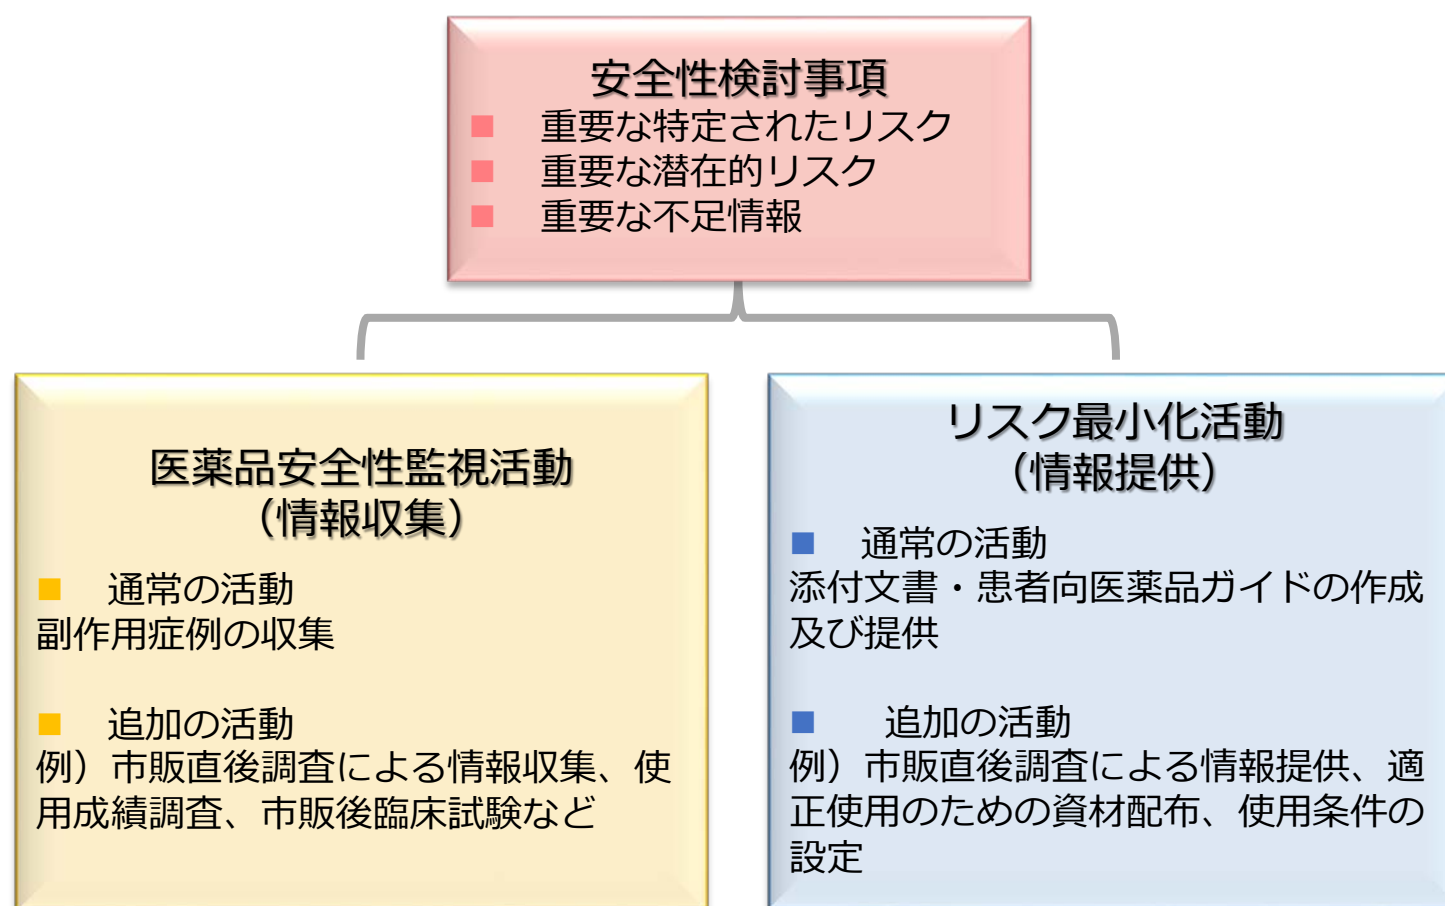 安全性検討事項
■ 重要な特定されたリスク
■ 重要な潜在的リスク
■ 重要な不足情報
医薬品安全性監視活動
（情報収集）
■ 通常の活動
副作用症例の収集
■ 追加の活動
例）市販直後調査による情報収集、使
用成績調査、市販後臨床試験など
リスク最小化活動
（情報提供）
■ 通常の活動
添付文書・患者向医薬品ガイドの作成
及び提供
■ 追加の活動
例）市販直後調査による情報提供、適
正使用のための資材配布、使用条件の
設定